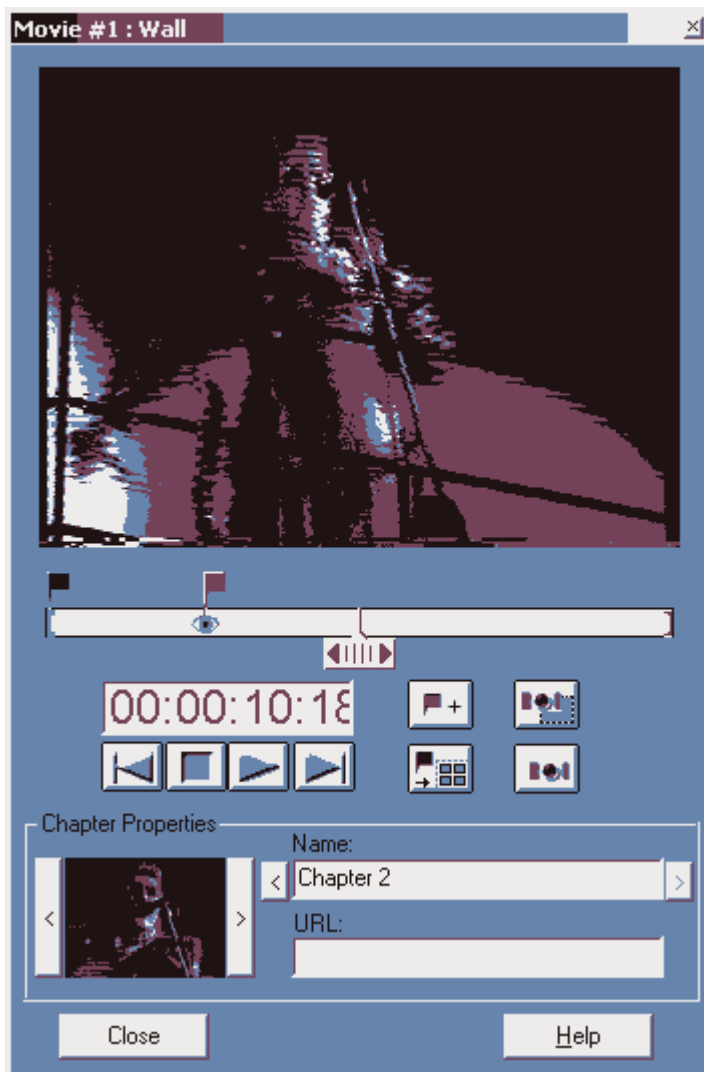 Movie #1 : Wall
00:00:10:18
Chapter Properties
Name:
< > < Chapter 2 >
URL:
Close Help